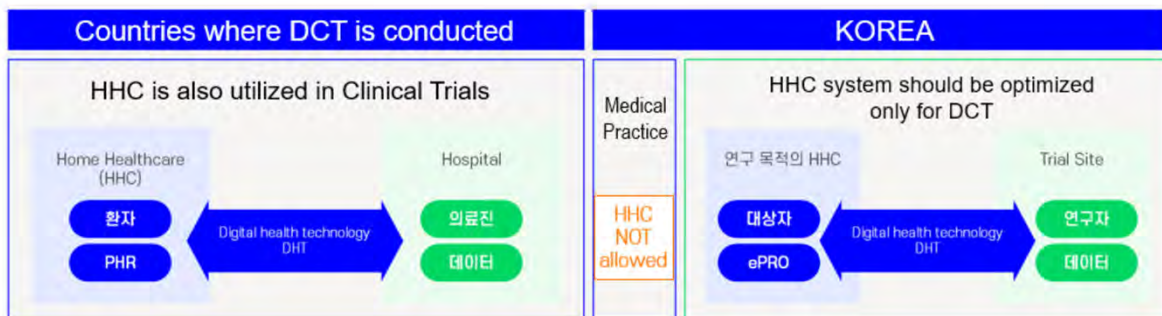 Countries where DCT is conducted
KOREA
HHC is also utilized in Clinical Trials
Home Healthcare
(HHC)
Hospital
환자
PHR
Digital health technology
DHT
의료진
데이터
Medical
Practice
HHC
NOT
allowed
HHC system should be optimized
only for DCT
연구 목적의 HHC
Trial Site
대상자
ePRO
Digital health technology
DHT
연구자
데이터